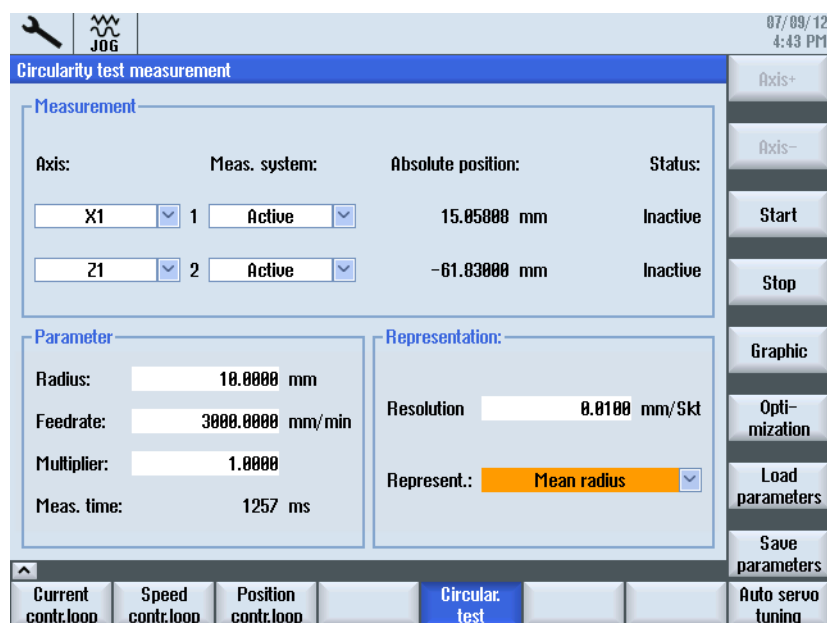 JOG
07/09/12
4:43 PM
Circularity test measurement
Axis+
Measurement
Axis-
Axis: Meas. system: Absolute position: Status:
X1 1 Active 15.05808 mm Inactive
Start
Z1 2 Active -61.83000 mm Inactive
Stop
Parameter
Representation:
Graphic
Radius: 10.0000 mm
Resolution 0.0100 mm/Skt
Feedrate: 3000.0000 mm/min
Opti-
mization
Multiplier: 1.0000
Represent.: Mean radius
Load
parameters
Meas. time: 1257 ms
Save
parameters
Current
contr.loop
Speed
contr.loop
Position
contr.loop
Circular.
test
Auto servo
tuning